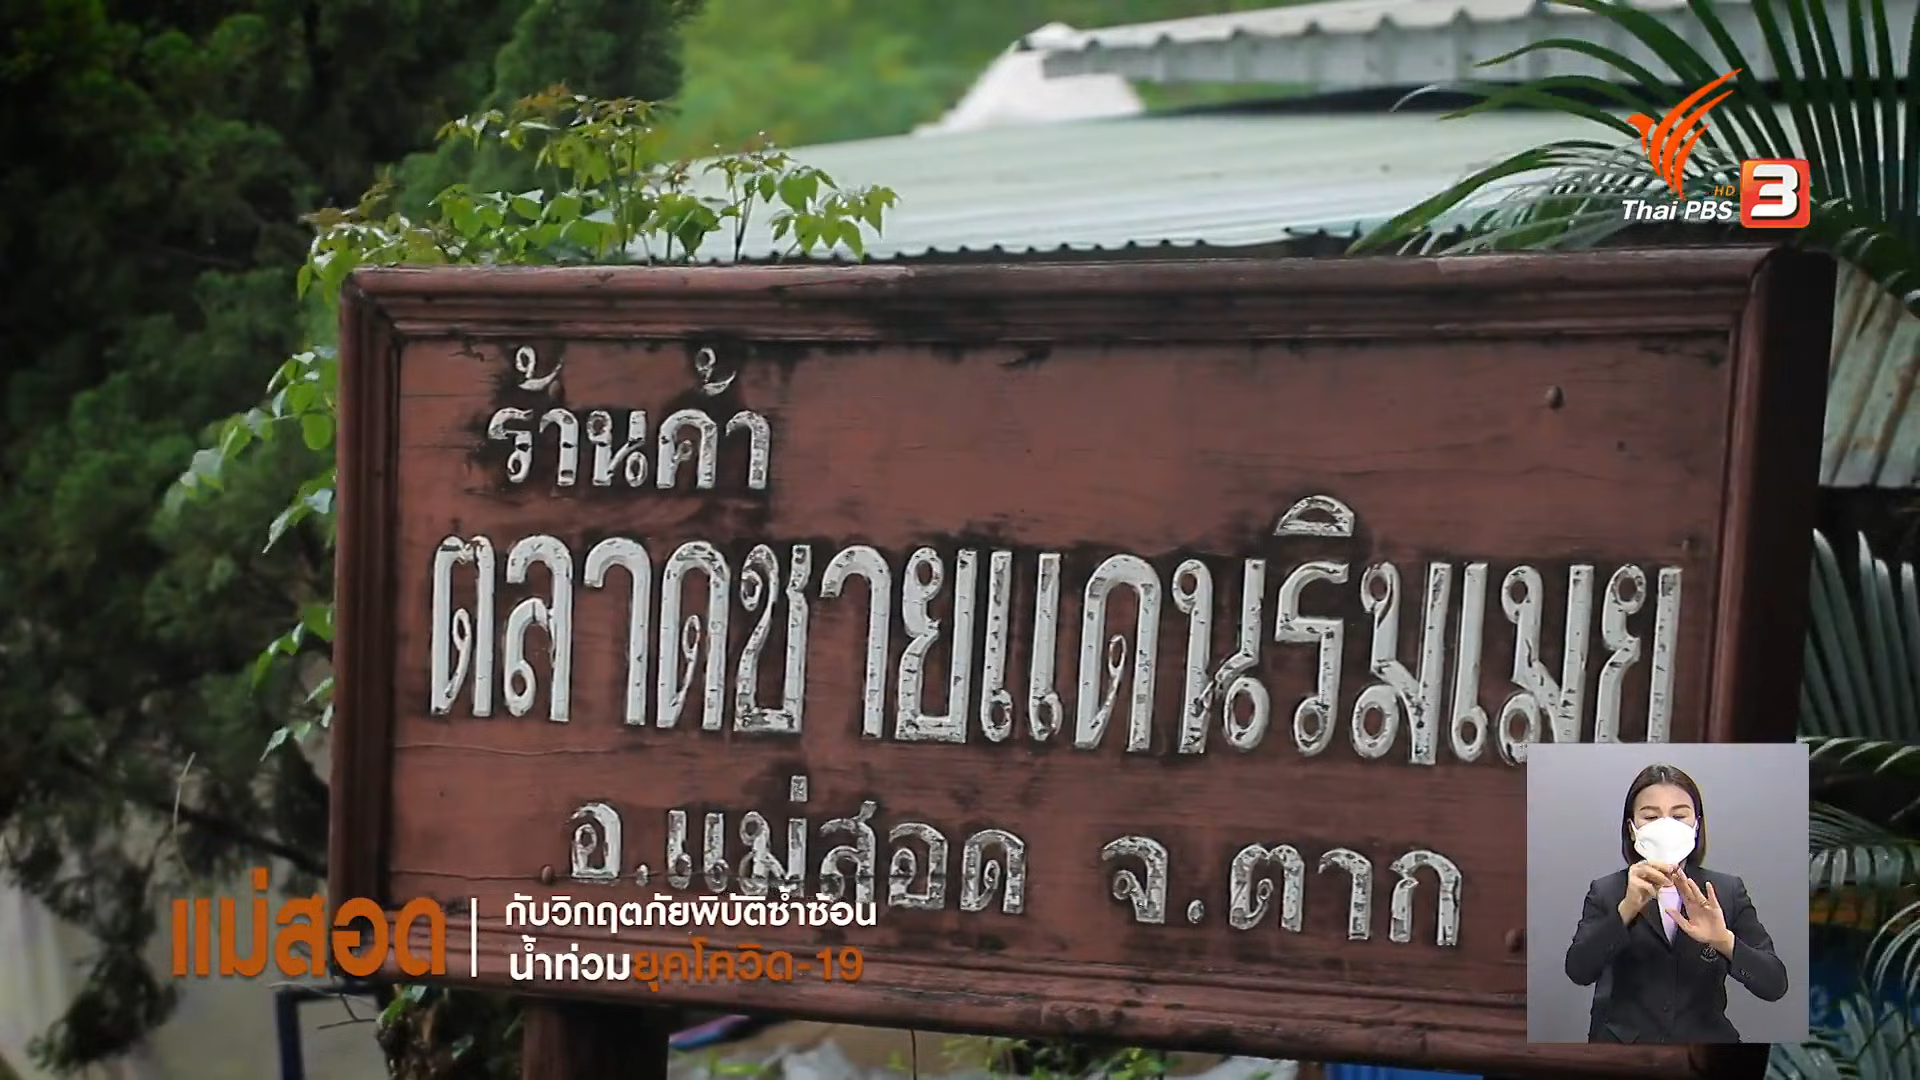 HD
Thai PBS 3
ร้านค้า
ตลาดชายแดนริมเมย
อ.แม่สอด จ.ตาก
แม่สอด
กับวิกฤตภัยพิบัติซ้ำซ้อน
น้ำท่วมยุคโควิด-19